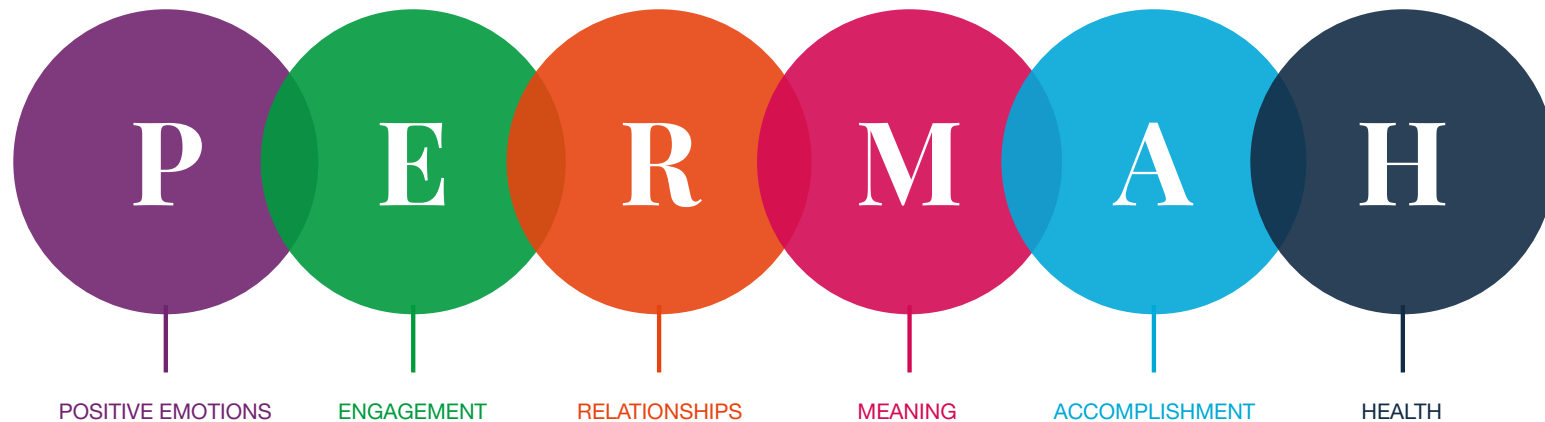 P E R M A H
POSITIVE EMOTIONS ENGAGEMENT RELATIONSHIPS MEANING ACCOMPLISHMENT HEALTH